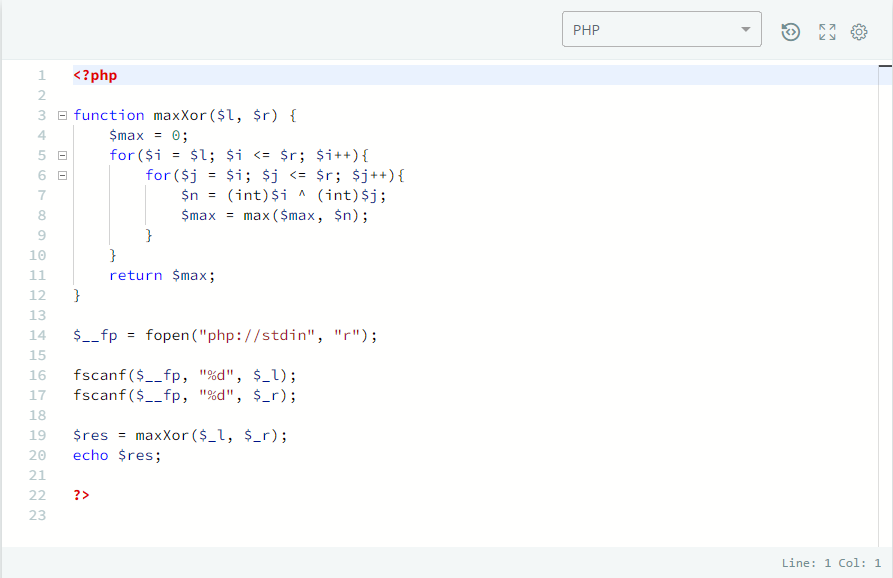 PHP
1 <?php
2
3 function maxXor($l, $r) {
4     $max = 0;
5     for($i = $l; $i <= $r; $i++){
6         for($j = $i; $j <= $r; $j++){
7             $n = (int)$i ^ (int)$j;
8             $max = max($max, $n);
9         }
10     }
11     return $max;
12 }
13
14 $__fp = fopen("php://stdin", "r");
15
16 fscanf($__fp, "%d", $_l);
17 fscanf($__fp, "%d", $_r);
18
19 $res = maxXor($_l, $_r);
20 echo $res;
21
22 ?>
23
Line: 1 Col: 1